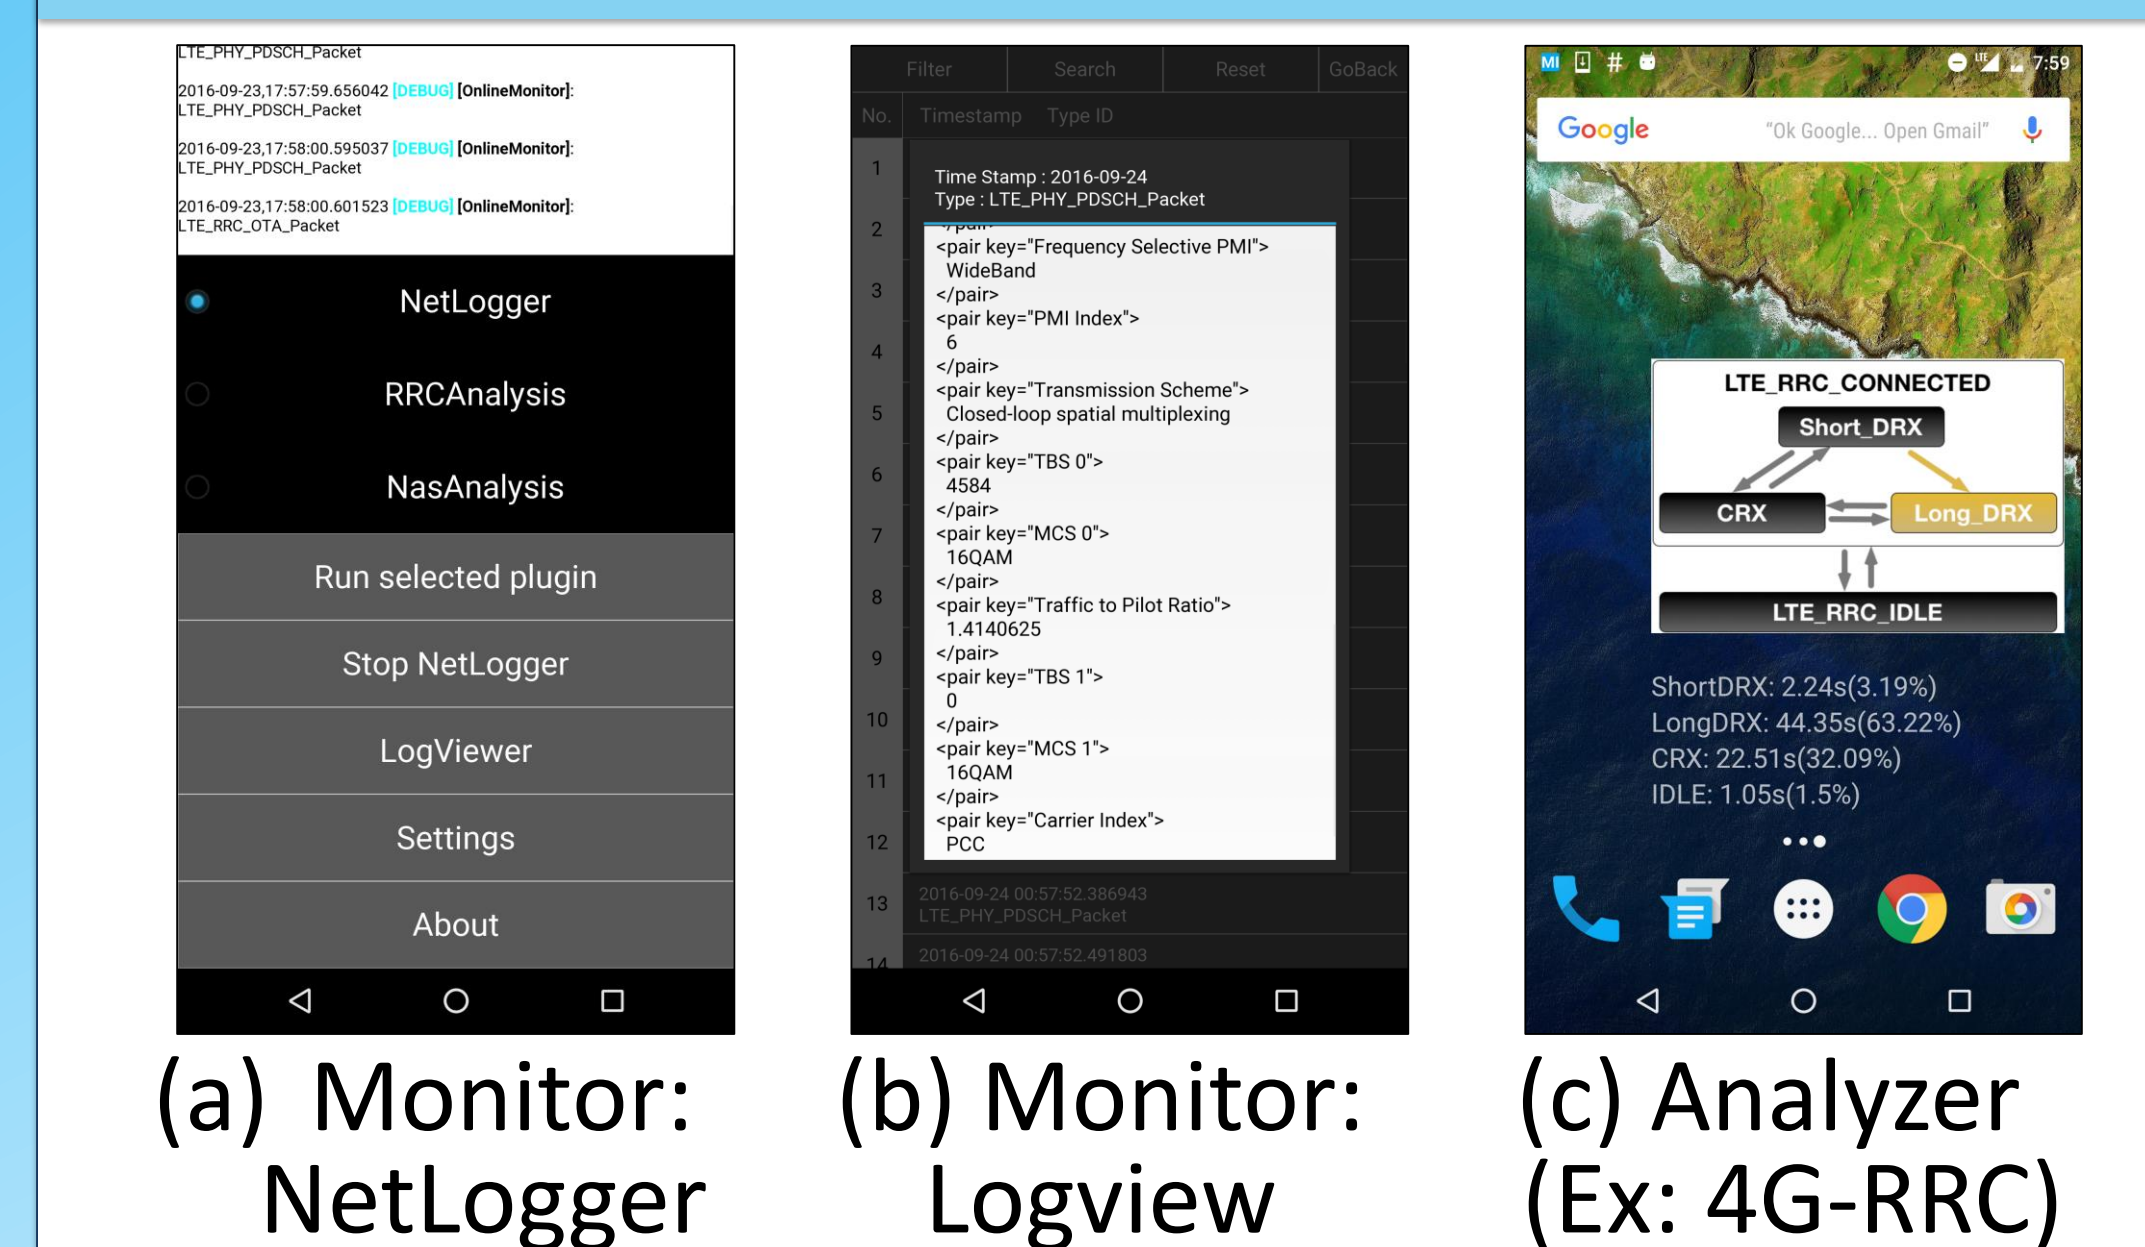 LTE_PHY_PDSCH_Packet
2016-09-23,17:57:59.656042 [DEBUG] [OnlineMonitor]:
LTE_PHY_PDSCH_Packet
2016-09-23,17:58:00.595037 [DEBUG] [OnlineMonitor]:
LTE_PHY_PDSCH_Packet
2016-09-23,17:58:00.601523 [DEBUG] [OnlineMonitor]:
LTE_RRC_OTA_Packet
NetLogger
RRCAnalysis
NasAnalysis
Run selected plugin
Stop NetLogger
LogViewer
Settings
About
(a) Monitor:
NetLogger
Filter Search Reset GoBack
No. Timestamp Type ID
1
2
3
4
5
6
7
8
9
10
11
12
Time Stamp : 2016-09-24
Type : LTE_PHY_PDSCH_Packet
</pair>
<pair key="Frequency Selective PMI">
WideBand
</pair>
<pair key="PMI Index">
6
</pair>
<pair key="Transmission Scheme">
Closed-loop spatial multiplexing
</pair>
<pair key="TBS 0">
4584
</pair>
<pair key="MCS 0">
16QAM
</pair>
<pair key="Traffic to Pilot Ratio">
1.4140625
</pair>
<pair key="TBS 1">
0
</pair>
<pair key="MCS 1">
16QAM
</pair>
<pair key="Carrier Index">
PCC
13 2016-09-24 00:57:52.386943
LTE_PHY_PDSCH_Packet
14 2016-09-24 00:57:52.491803
(b) Monitor:
Logview
MI # LTE 7:59
Google "Ok Google... Open Gmail"
LTE_RRC_CONNECTED
Short_DRX
CRX Long_DRX
LTE_RRC_IDLE
ShortDRX: 2.24s(3.19%)
LongDRX: 44.35s(63.22%)
CRX: 22.51s(32.09%)
IDLE: 1.05s(1.5%)
(c) Analyzer
(Ex: 4G-RRC)